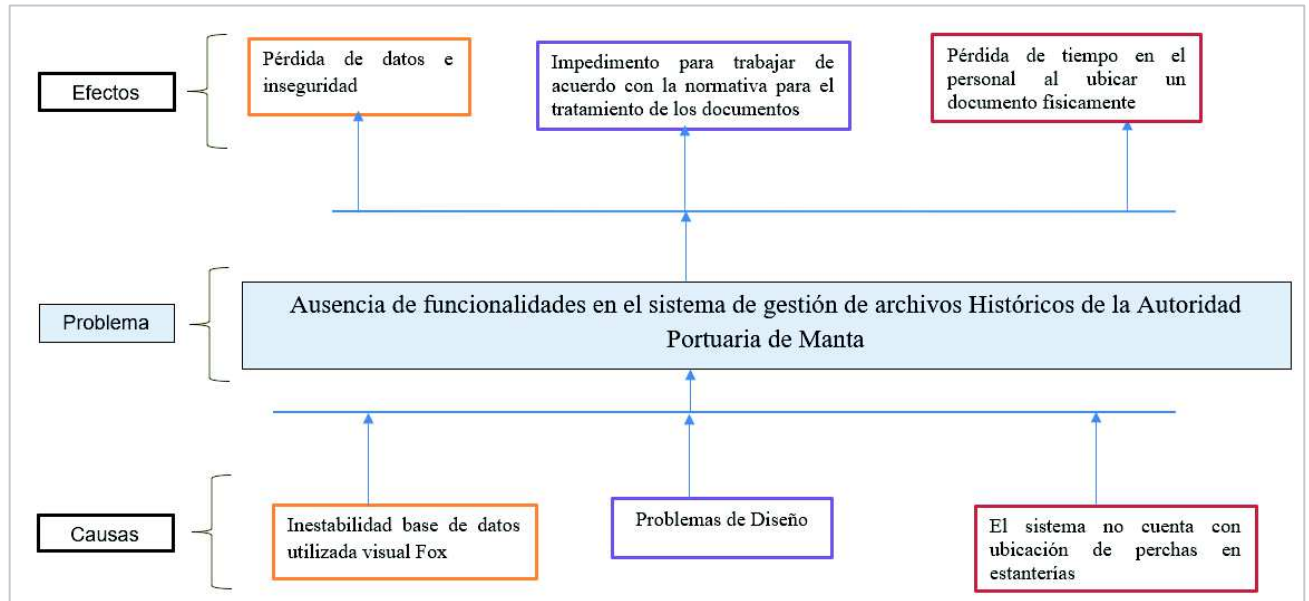 Efectos
Pérdida de datos e
inseguridad
Impedimento para trabajar de
acuerdo con la normativa para el
tratamiento de los documentos
Pérdida de tiempo en el
personal al ubicar un
documento físicamente
Problema
Ausencia de funcionalidades en el sistema de gestión de archivos Históricos de la Autoridad
Portuaria de Manta
Causas
Inestabilidad base de datos
utilizada visual Fox
Problemas de Diseño
El sistema no cuenta con
ubicación de perchas en
estanterías